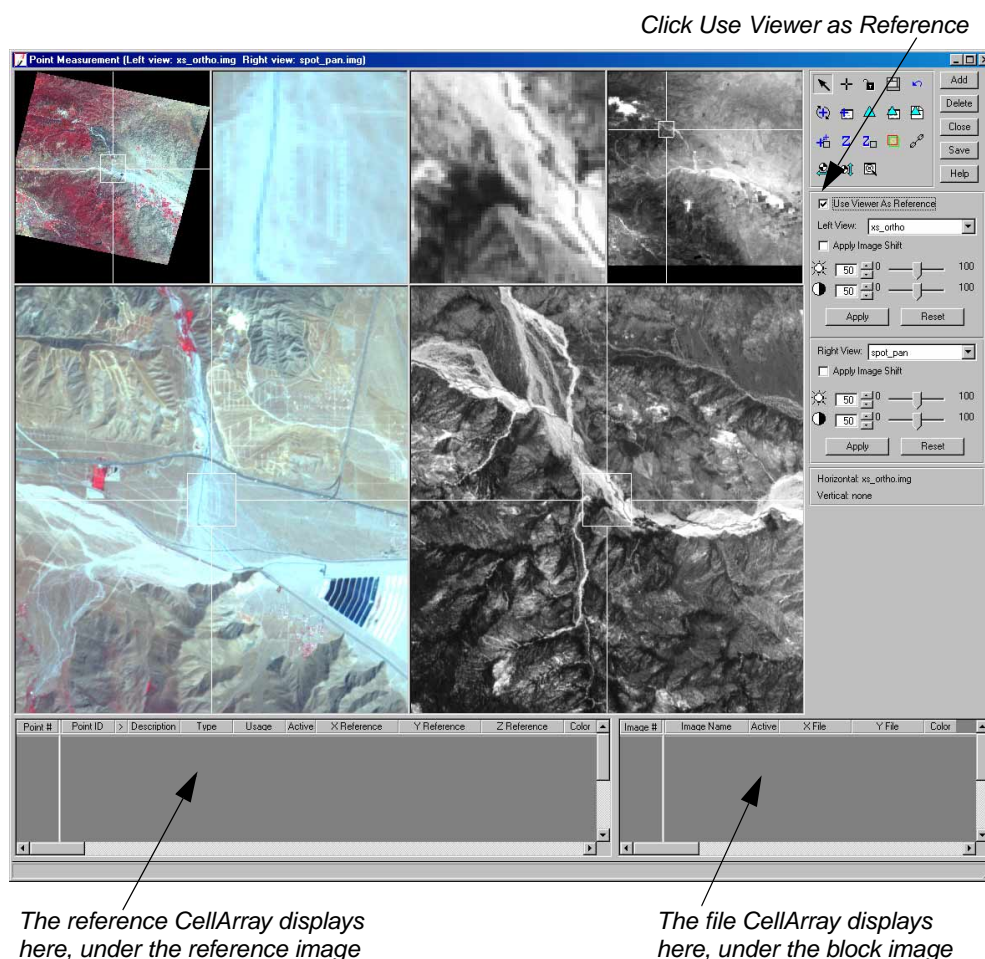 Click Use Viewer as Reference
Point Measurement (Left view: xs_ortho.img Right view: spot_pan.img)
Add
Delete
Close
Save
Help
Use Viewer As Reference
Left View: xs_ortho
Apply Image Shift
50 0 100
50 0 100
Apply Reset
Right View: spot_pan
Apply Image Shift
50 0 100
50 0 100
Apply Reset
Horizontal: xs_ortho.img
Vertical: none
Point # Point ID > Description Type Usage Active X Reference Y Reference Z Reference Color
Image # Image Name Active X File Y File Color
The reference CellArray displays
here, under the reference image
The file CellArray displays
here, under the block image